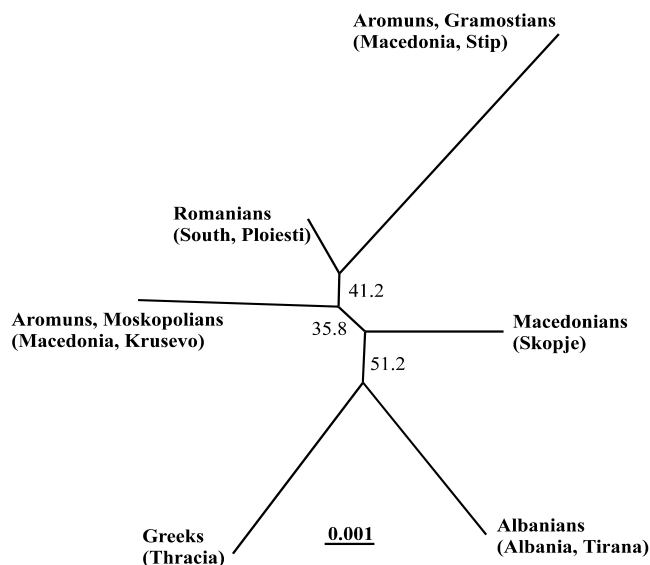 Aromuns, Gramostians
(Macedonia, Stip)
Romanians
(South, Ploiesti)
41.2
Aromuns, Moskopolians
(Macedonia, Krusevo)
35.8
Macedonians
(Skopje)
51.2
Greeks
(Thracia)
0.001
Albanians
(Albania, Tirana)